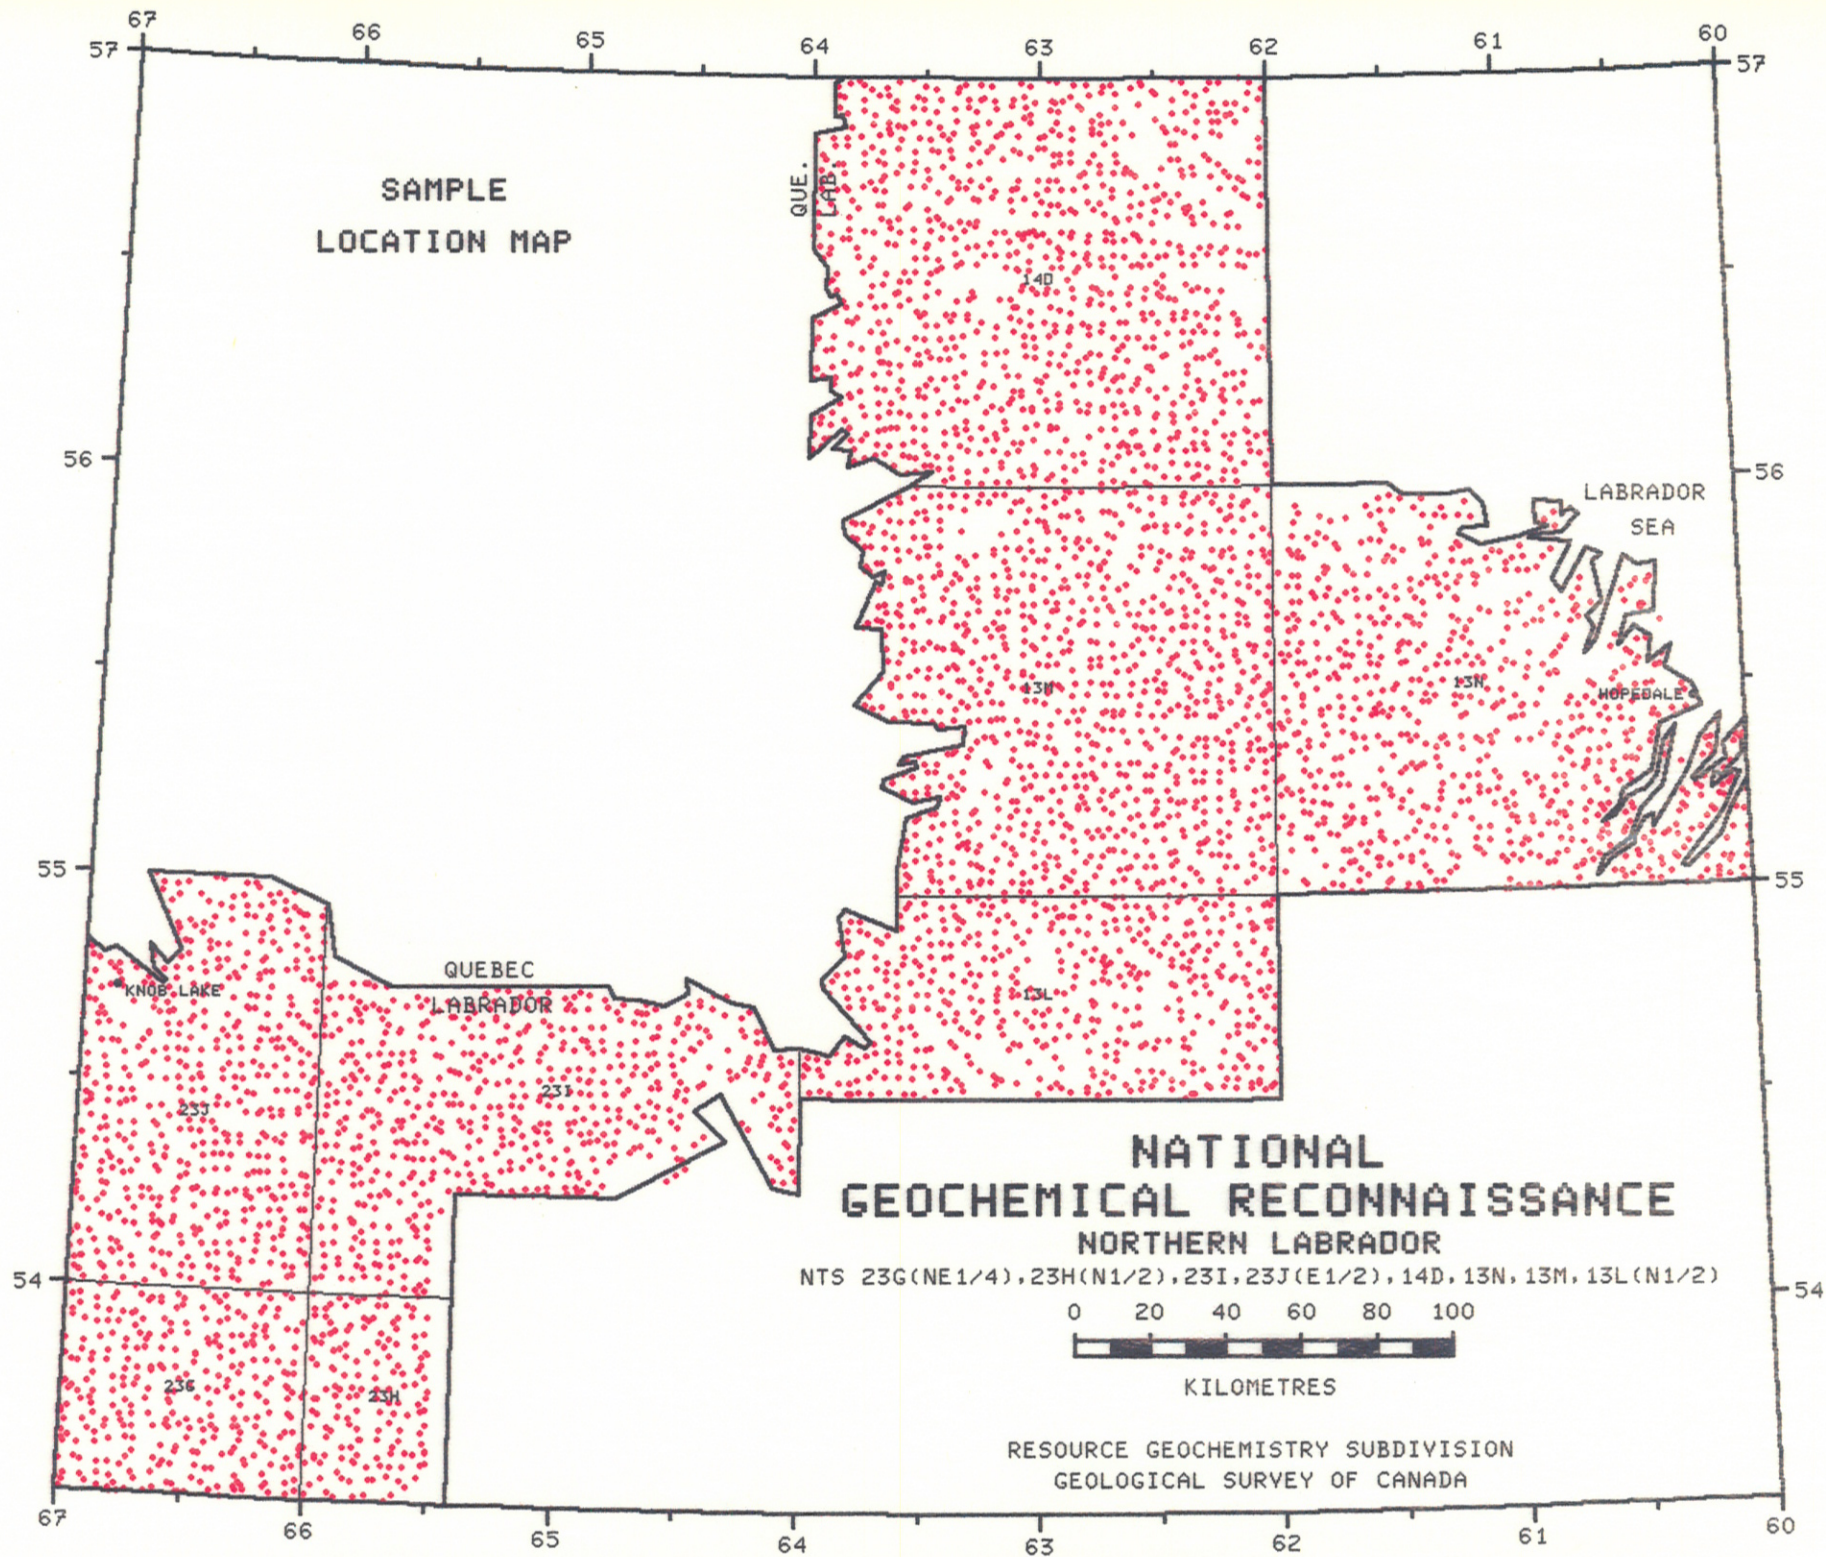 67 66 65 64 63 62 61 60
57 57
SAMPLE
LOCATION MAP
QUE.
LAB.
14D
56 56
LABRADOR
SEA
13M
13N
HOPEDALE
55 55
QUEBEC
LABRADOR
KNOB LAKE
13L
23I
23J
NATIONAL
GEOCHEMICAL RECONNAISSANCE
NORTHERN LABRADOR
NTS 23G(NE1/4),23H(N1/2),23I,23J(E1/2),14D,13N,13M,13L(N1/2)
54 54
0 20 40 60 80 100
KILOMETRES
23G
23H
RESOURCE GEOCHEMISTRY SUBDIVISION
GEOLOGICAL SURVEY OF CANADA
67 66 65 64 63 62 61 60